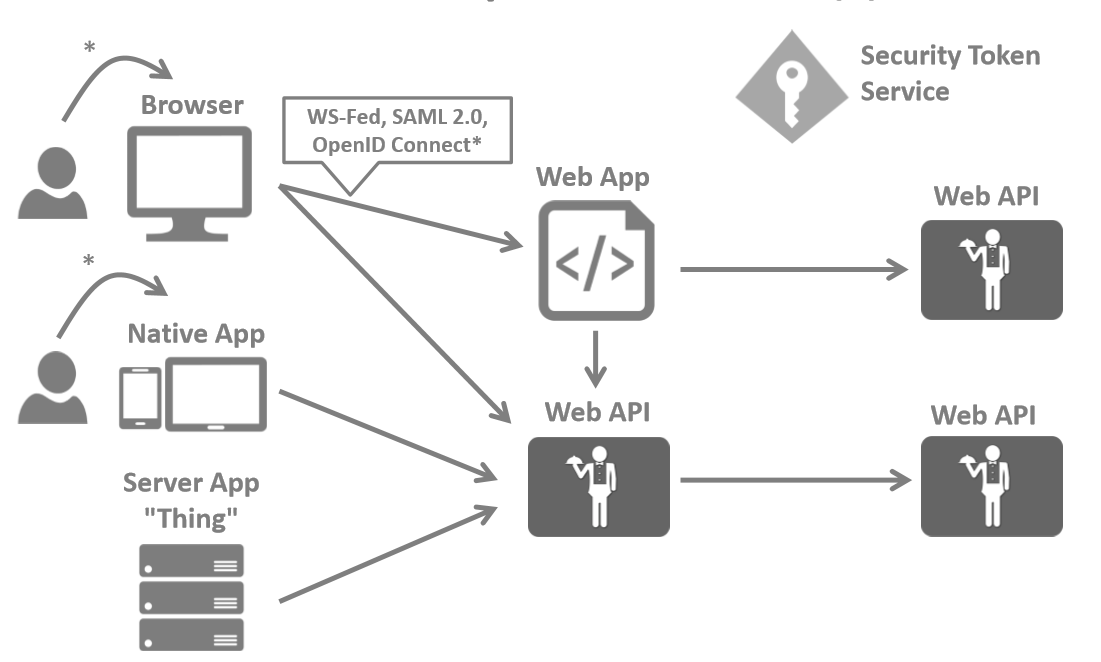 *
Browser
WS-Fed, SAML 2.0,
OpenID Connect*
Security Token
Service
Web App
</>
Web API
*
Native App
Web API
Web API
Server App
"Thing"